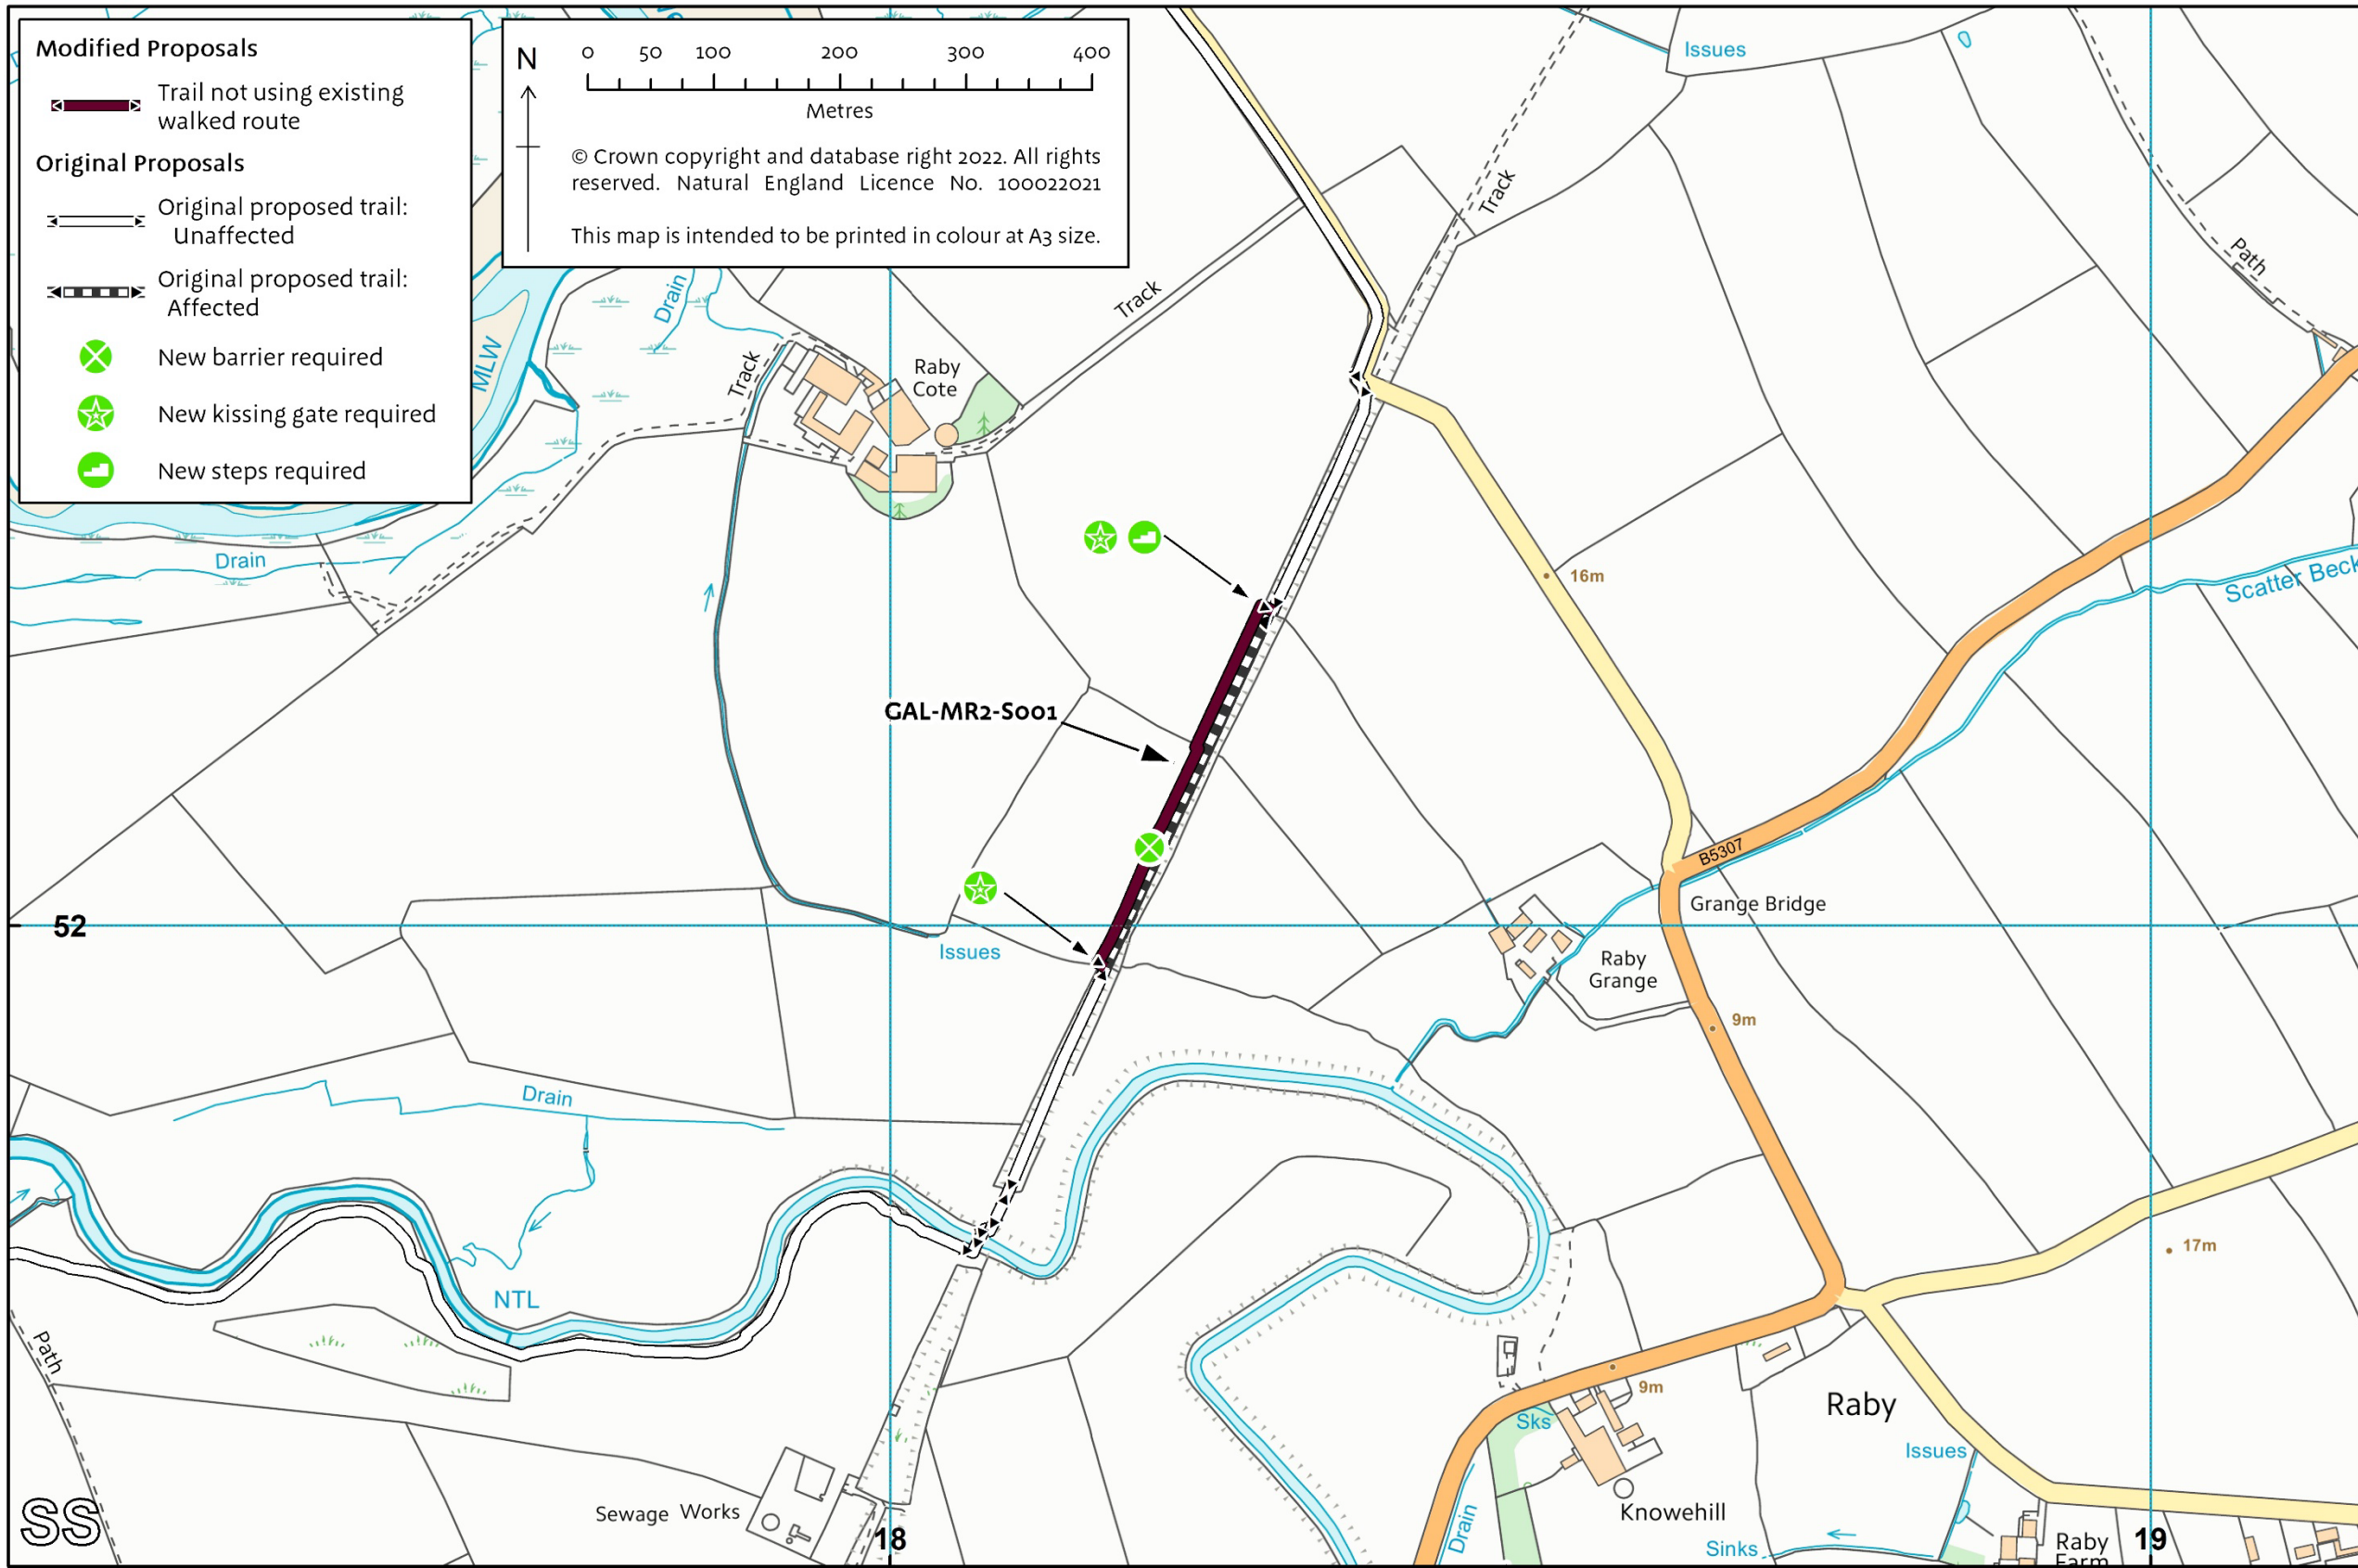 Modified Proposals
Trail not using existing
walked route
Original Proposals
Original proposed trail:
Unaffected
Original proposed trail:
Affected
New barrier required
New kissing gate required
New steps required
N
0 50 100 200 300 400
Metres
© Crown copyright and database right 2022. All rights
reserved. Natural England Licence No. 100022021
This map is intended to be printed in colour at A3 size.
Issues
Track
Path
Drain
Track
MLW
Track
Raby
Cote
Drain
16m
Scatter Beck
GAL-MR2-S001
B5307
Grange Bridge
52
Issues
Raby
Grange
9m
Drain
17m
NTL
Path
9m
Raby
Sks
Issues
Sewage Works
Knowehill
SS
18
Drain
Sinks
Raby
Farm
19